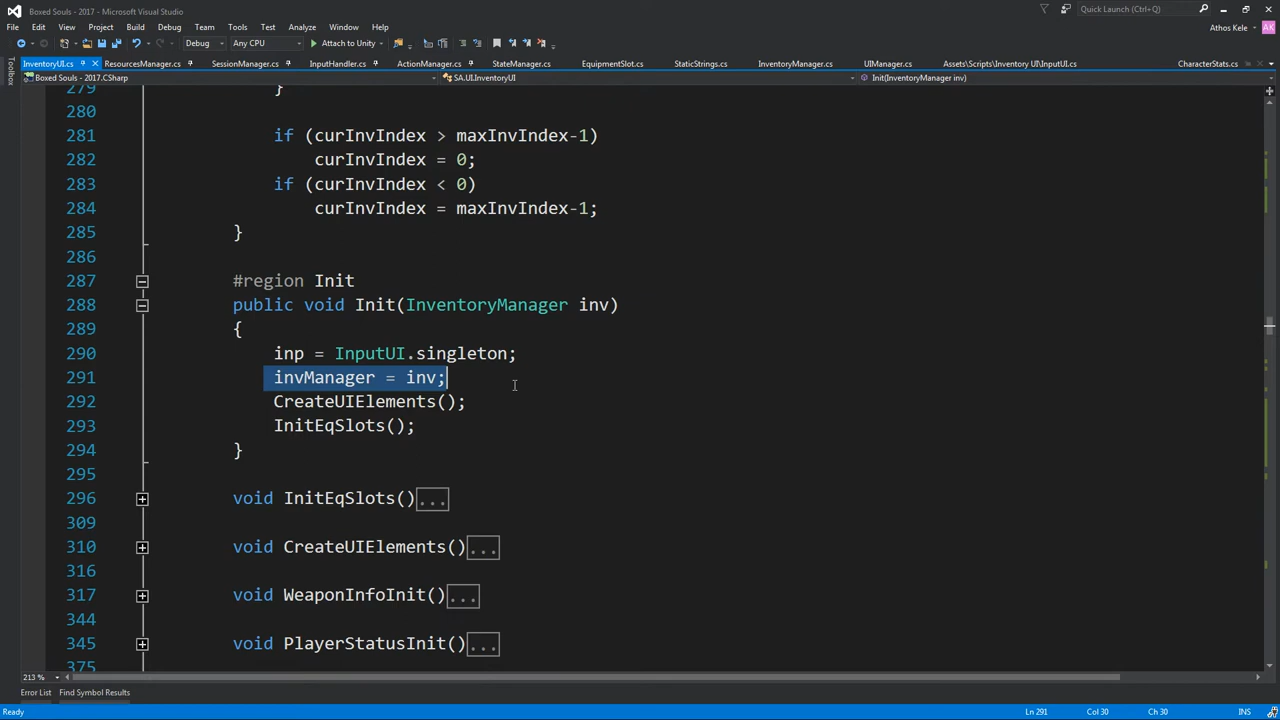 Boxed Souls - 2017 - Microsoft Visual Studio
Quick Launch (Ctrl+Q)
File Edit View Project Build Debug Team Tools Test Analyze Window Help
Athos Kele
AK
Debug Any CPU Attach to Unity
Toolbox
InventoryUI.cs ResourcesManager.cs SessionManager.cs InputHandler.cs ActionManager.cs StateManager.cs EquipmentSlot.cs StaticStrings.cs InventoryManager.cs UIManager.cs Assets\Scripts\Inventory UI\InputUI.cs CharacterStats.cs
Boxed Souls - 2017.CSharp SA.UI.InventoryUI Init(InventoryManager inv)
279 }
280
281 if (curInvIndex > maxInvIndex-1)
282 curInvIndex = 0;
283 if (curInvIndex < 0)
284 curInvIndex = maxInvIndex-1;
285 }
286
287 #region Init
288 public void Init(InventoryManager inv)
289 {
290 inp = InputUI.singleton;
291 invManager = inv;
292 CreateUIElements();
293 InitEqSlots();
294 }
295
296 void InitEqSlots()...
309
310 void CreateUIElements()...
316
317 void WeaponInfoInit()...
344
345 void PlayerStatusInit()...
375
213 %
Error List Find Symbol Results
Ready Ln 291 Col 30 Ch 30 INS